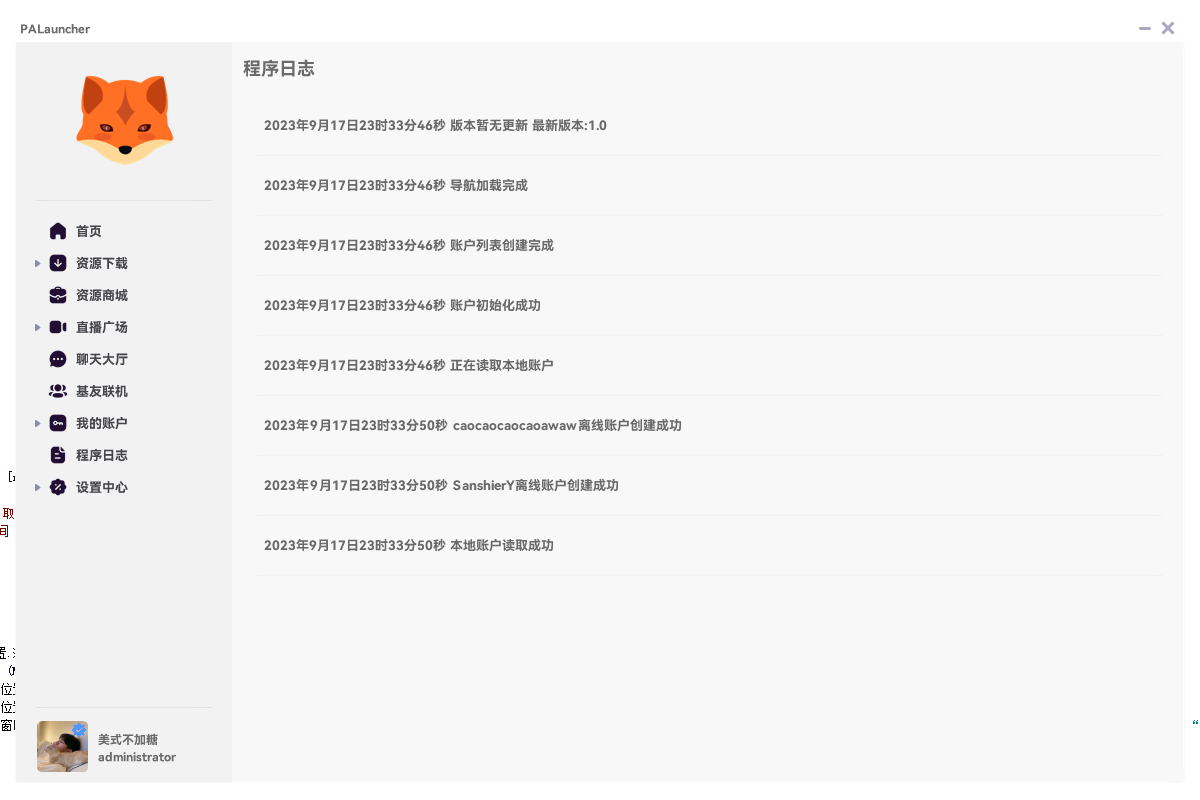 PALauncher
程序日志
2023年9月17日23时33分46秒 版本暂无更新 最新版本:1.0
2023年9月17日23时33分46秒 导航加载完成
2023年9月17日23时33分46秒 账户列表创建完成
2023年9月17日23时33分46秒 账户初始化成功
2023年9月17日23时33分46秒 正在读取本地账户
2023年9月17日23时33分50秒 caocaocaocaoawaw离线账户创建成功
2023年9月17日23时33分50秒 SanshierY离线账户创建成功
2023年9月17日23时33分50秒 本地账户读取成功
首页
资源下载
资源商城
直播广场
聊天大厅
基友联机
我的账户
程序日志
设置中心
美式不加糖
administrator
取
间
位
位
窗